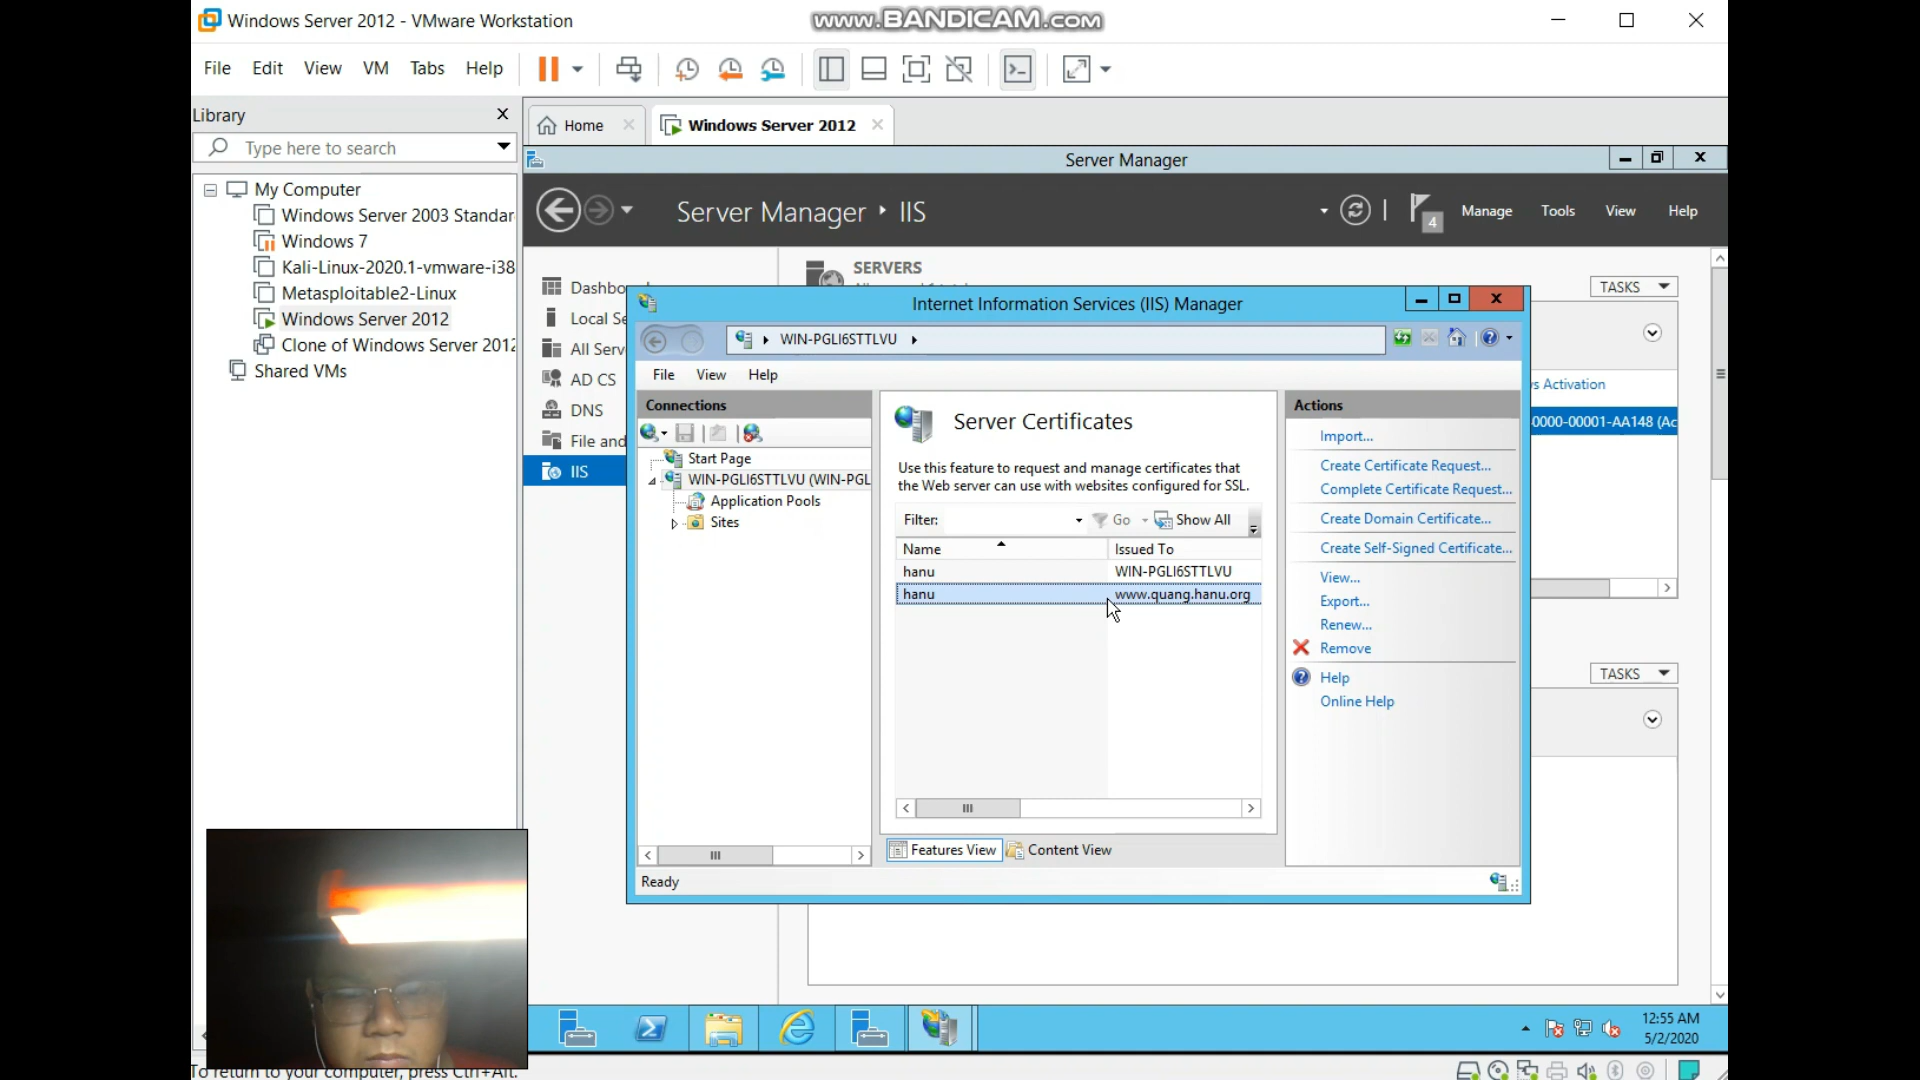 Windows Server 2012 - VMware Workstation
www.BANDICAM.com
File Edit View VM Tabs Help
Library
Type here to search
My Computer
Windows Server 2003 Standar
Windows 7
Kali-Linux-2020.1-vmware-i38
Metasploitable2-Linux
Windows Server 2012
Clone of Windows Server 2012
Shared VMs
Home
Windows Server 2012
Server Manager
Server Manager ‣ IIS
4
Manage Tools View Help
Dashbo
Local Se
All Serv
AD CS
DNS
File and
IIS
SERVERS
TASKS
s Activation
0000-00001-AA148 (Ac
TASKS
Internet Information Services (IIS) Manager
WIN-PGLI6STTLVU
File View Help
Connections
Start Page
WIN-PGLI6STTLVU (WIN-PGL
Application Pools
Sites
Server Certificates
Use this feature to request and manage certificates that
the Web server can use with websites configured for SSL.
Filter: Go Show All
Name Issued To
hanu WIN-PGLI6STTLVU
hanu www.quang.hanu.org
Features View Content View
Ready
Actions
Import...
Create Certificate Request...
Complete Certificate Request...
Create Domain Certificate...
Create Self-Signed Certificate...
View...
Export...
Renew...
Remove
Help
Online Help
12:55 AM
5/2/2020
To return to your computer, press Ctrl+Alt.